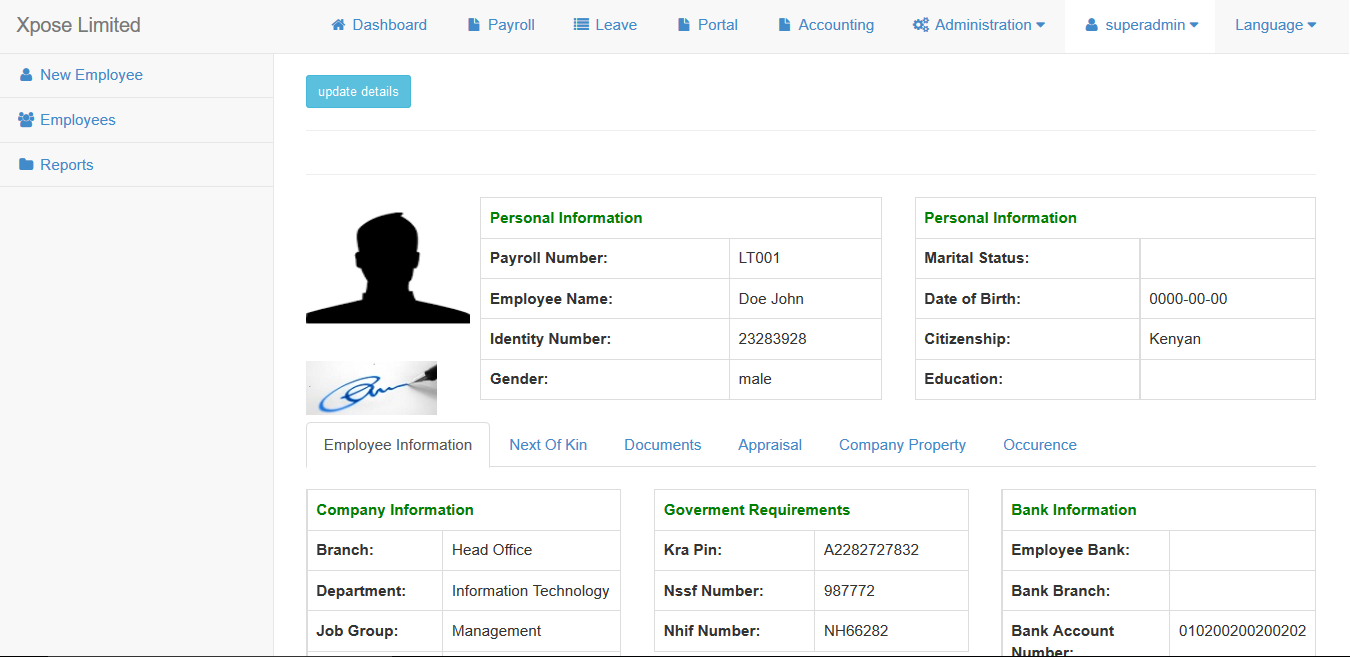 Xpose Limited
Dashboard Payroll Leave Portal Accounting Administration superadmin Language
New Employee
Employees
Reports
update details
Personal Information
Payroll Number: LT001
Employee Name: Doe John
Identity Number: 23283928
Gender: male
Personal Information
Marital Status:
Date of Birth: 0000-00-00
Citizenship: Kenyan
Education:
Employee Information Next Of Kin Documents Appraisal Company Property Occurence
Company Information
Branch: Head Office
Department: Information Technology
Job Group: Management
Goverment Requirements
Kra Pin: A2282727832
Nssf Number: 987772
Nhif Number: NH66282
Bank Information
Employee Bank:
Bank Branch:
Bank Account 010200200200202
Number: